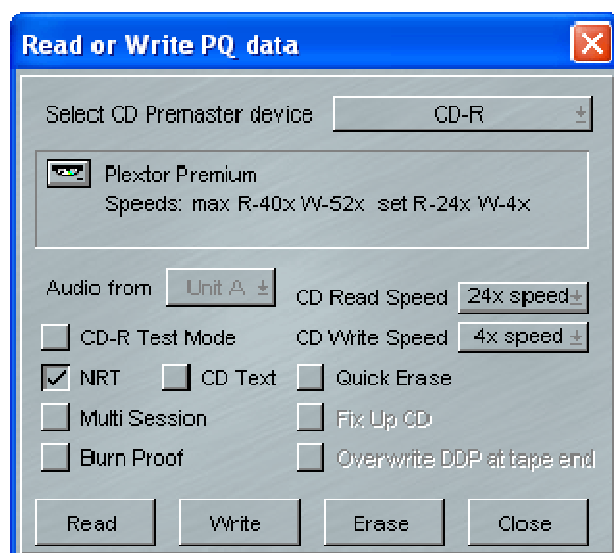 Read or Write PQ data
Select CD Premaster device CD-R
Plextor Premium
Speeds: max R-40x W-52x set R-24x W-4x
Audio from Unit A CD Read Speed 24x speed
CD-R Test Mode CD Write Speed 4x speed
NRT CD Text Quick Erase
Multi Session Fix Up CD
Burn Proof Overwrite DDP at tape end
Read Write Erase Close